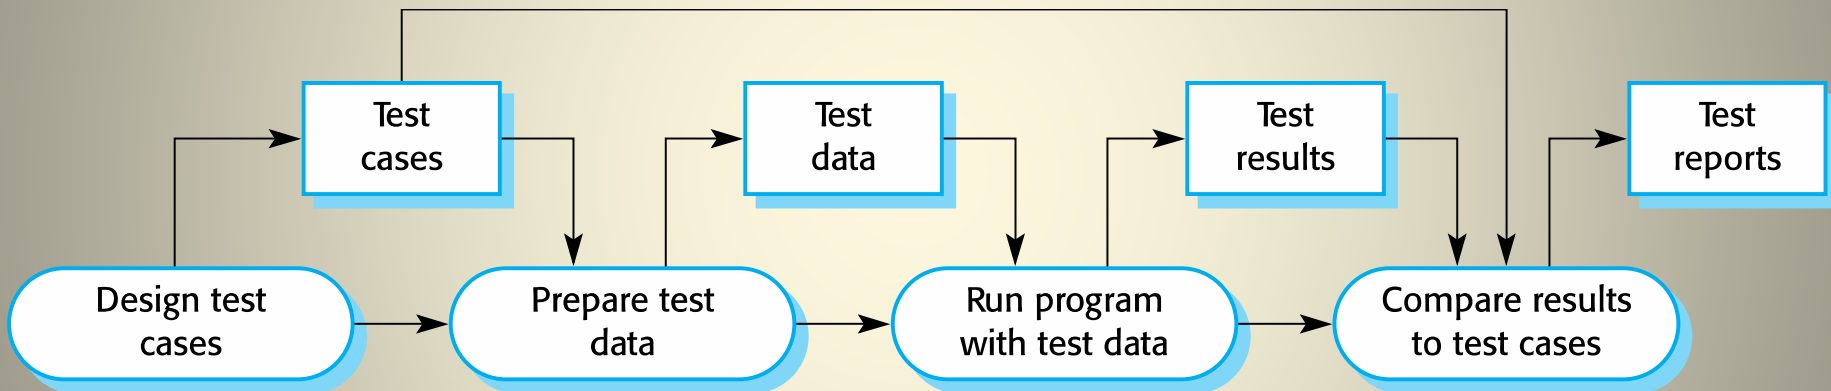 Test
cases
Test
data
Test
results
Test
reports
Design test
cases
Prepare test
data
Run program
with test data
Compare results
to test cases